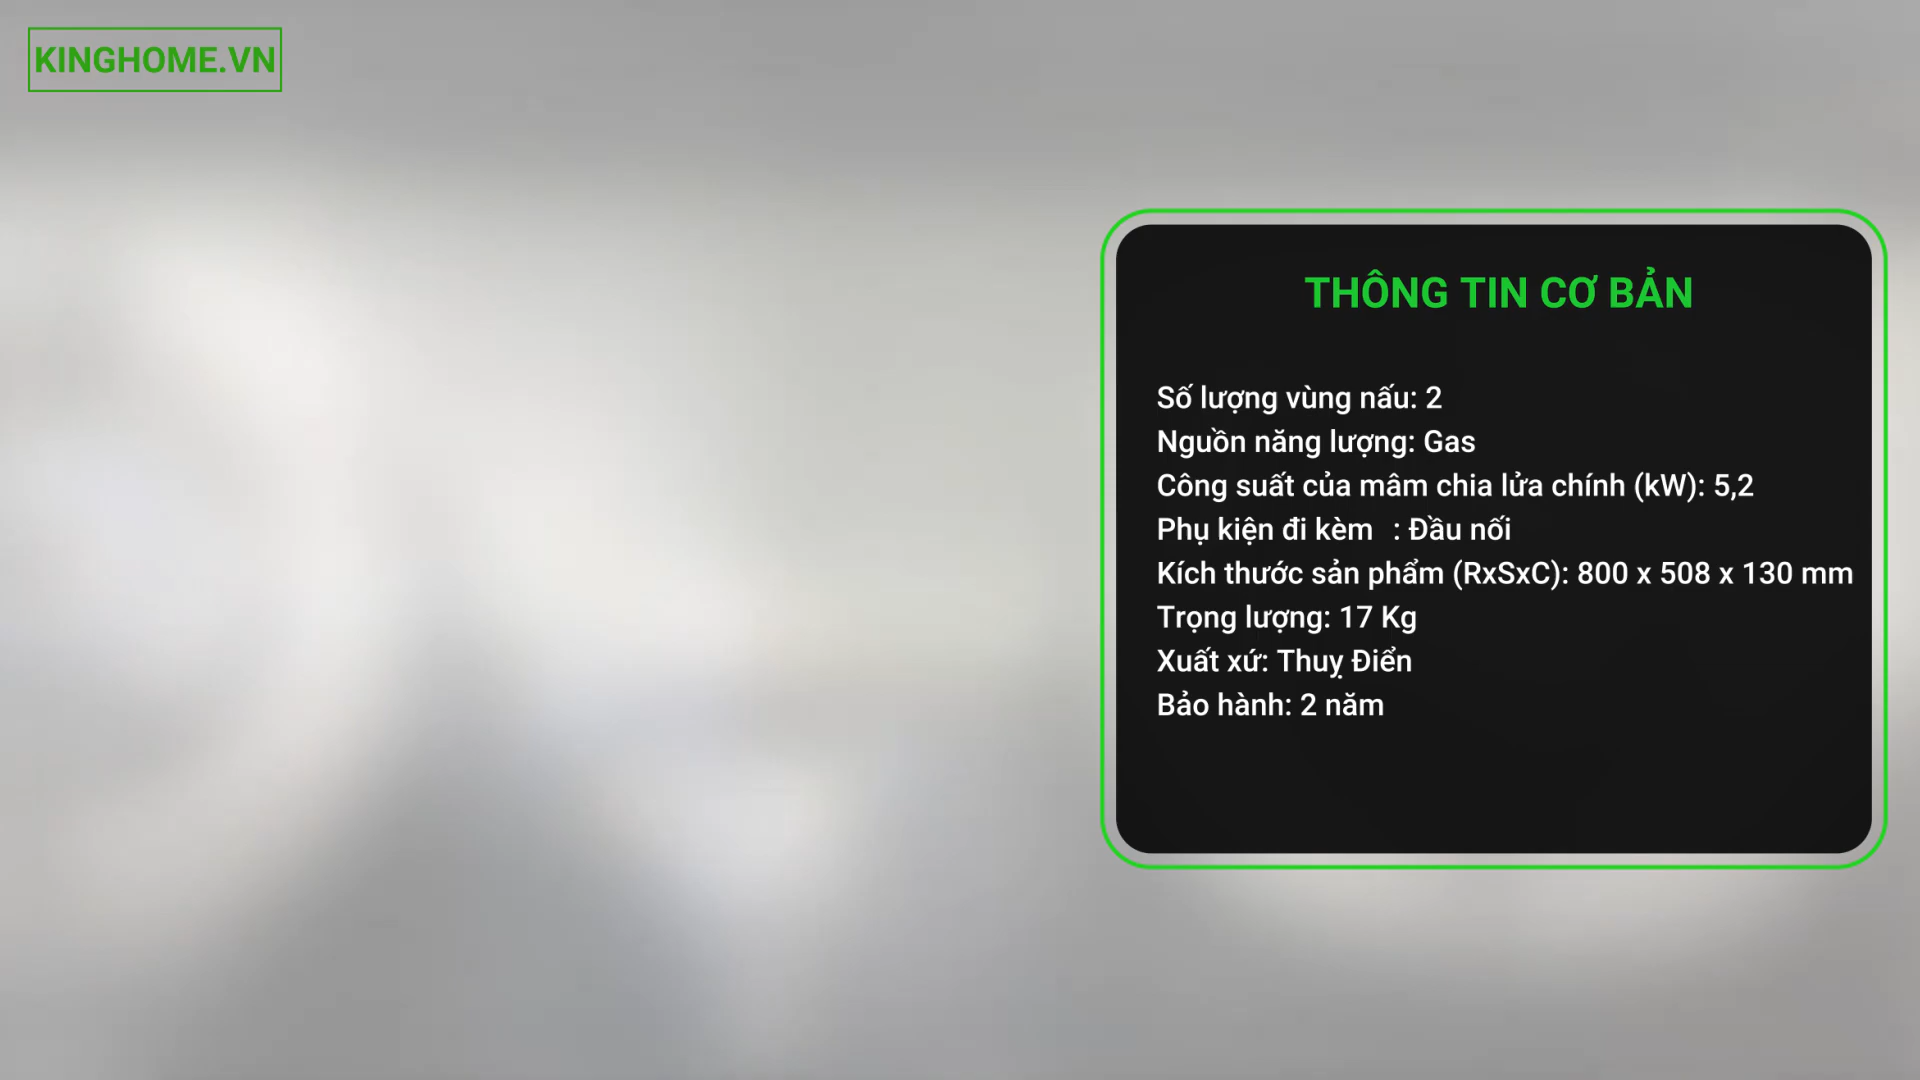 KINGHOME.VN
THÔNG TIN CƠ BẢN
Số lượng vùng nấu: 2
Nguồn năng lượng: Gas
Công suất của mâm chia lửa chính (kW): 5,2
Phụ kiện đi kèm : Đầu nối
Kích thước sản phẩm (RxSxC): 800 x 508 x 130 mm
Trọng lượng: 17 Kg
Xuất xứ: Thuỵ Điển
Bảo hành: 2 năm